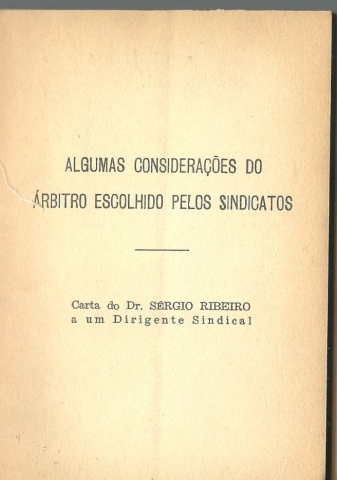 ALGUMAS CONSIDERAÇÕES DO
ÁRBITRO ESCOLHIDO PELOS SINDICATOS
Carta do Dr. SÉRGIO RIBEIRO
a um Dirigente Sindical